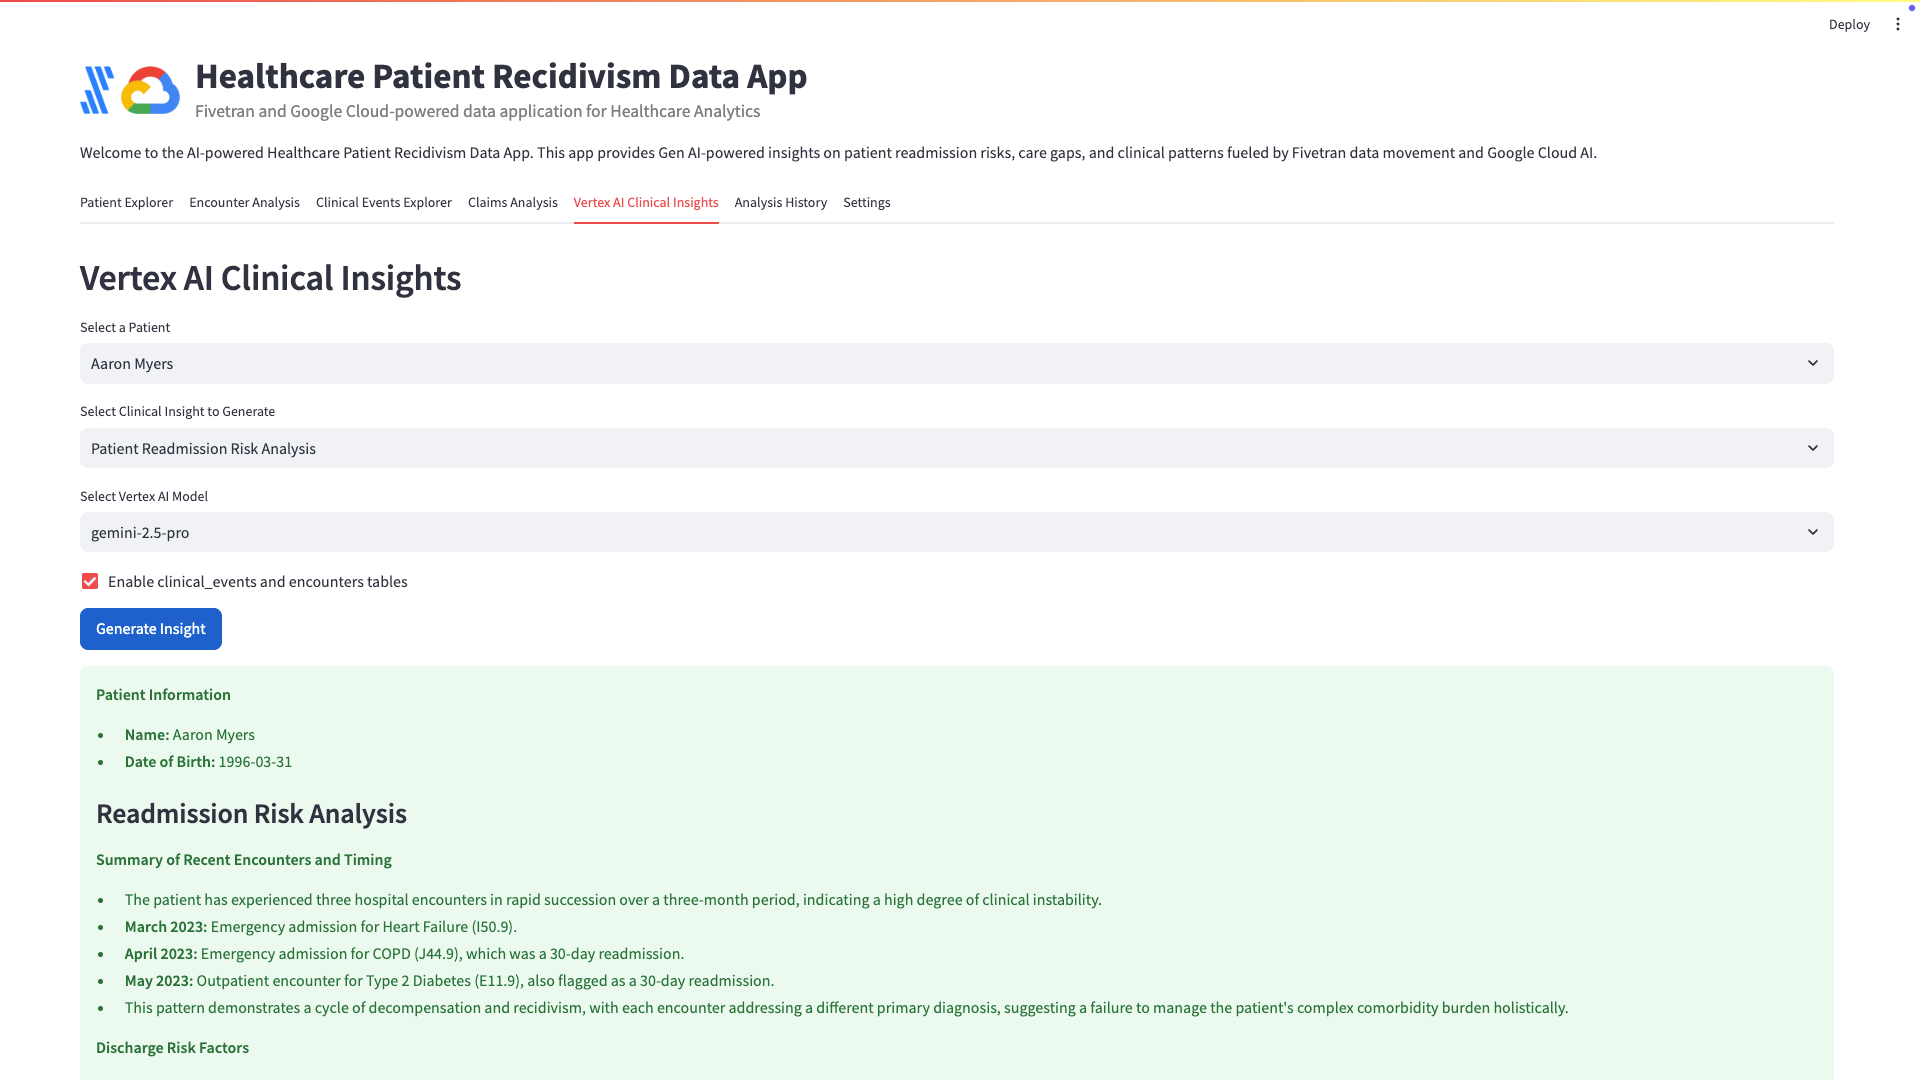 Deploy
Healthcare Patient Recidivism Data App
Fivetran and Google Cloud-powered data application for Healthcare Analytics
Welcome to the AI-powered Healthcare Patient Recidivism Data App. This app provides Gen AI-powered insights on patient readmission risks, care gaps, and clinical patterns fueled by Fivetran data movement and Google Cloud AI.
Patient Explorer Encounter Analysis Clinical Events Explorer Claims Analysis Vertex AI Clinical Insights Analysis History Settings
Vertex AI Clinical Insights
Select a Patient
Aaron Myers
Select Clinical Insight to Generate
Patient Readmission Risk Analysis
Select Vertex AI Model
gemini-2.5-pro
Enable clinical_events and encounters tables
Generate Insight
Patient Information
• Name: Aaron Myers
• Date of Birth: 1996-03-31
Readmission Risk Analysis
Summary of Recent Encounters and Timing
• The patient has experienced three hospital encounters in rapid succession over a three-month period, indicating a high degree of clinical instability.
• March 2023: Emergency admission for Heart Failure (I50.9).
• April 2023: Emergency admission for COPD (J44.9), which was a 30-day readmission.
• May 2023: Outpatient encounter for Type 2 Diabetes (E11.9), also flagged as a 30-day readmission.
• This pattern demonstrates a cycle of decompensation and recidivism, with each encounter addressing a different primary diagnosis, suggesting a failure to manage the patient's complex comorbidity burden holistically.
Discharge Risk Factors